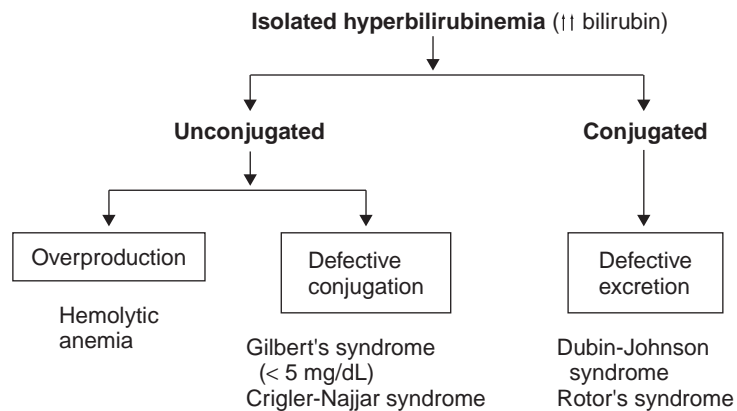 Isolated hyperbilirubinemia (↑↑ bilirubin)
Unconjugated
Conjugated
Overproduction
Hemolytic
anemia
Defective
conjugation
Gilbert's syndrome
(< 5 mg/dL)
Crigler-Najjar syndrome
Defective
excretion
Dubin-Johnson
syndrome
Rotor's syndrome